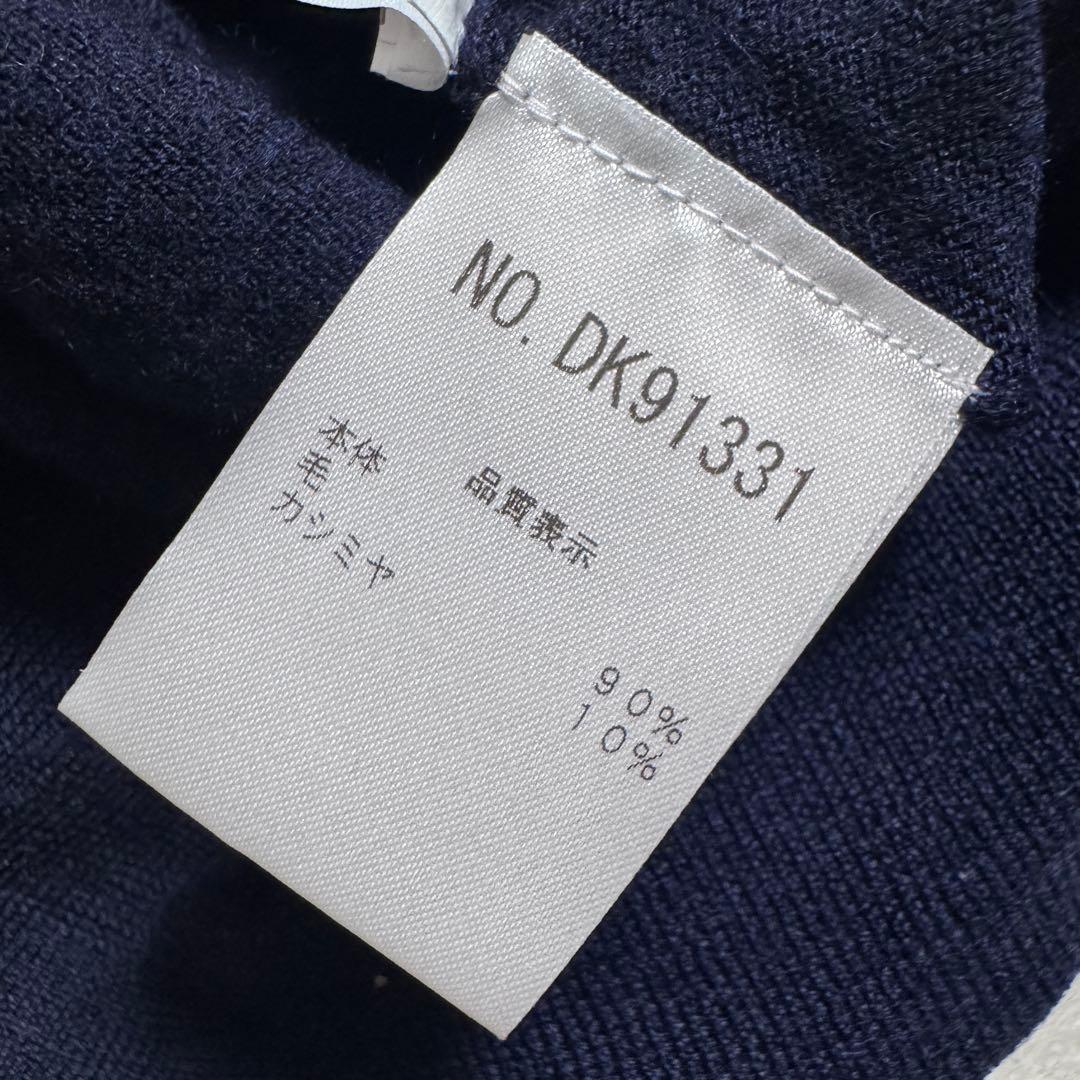 NO. DK91331
品質表示
本体
毛 90%
カシミヤ 10%